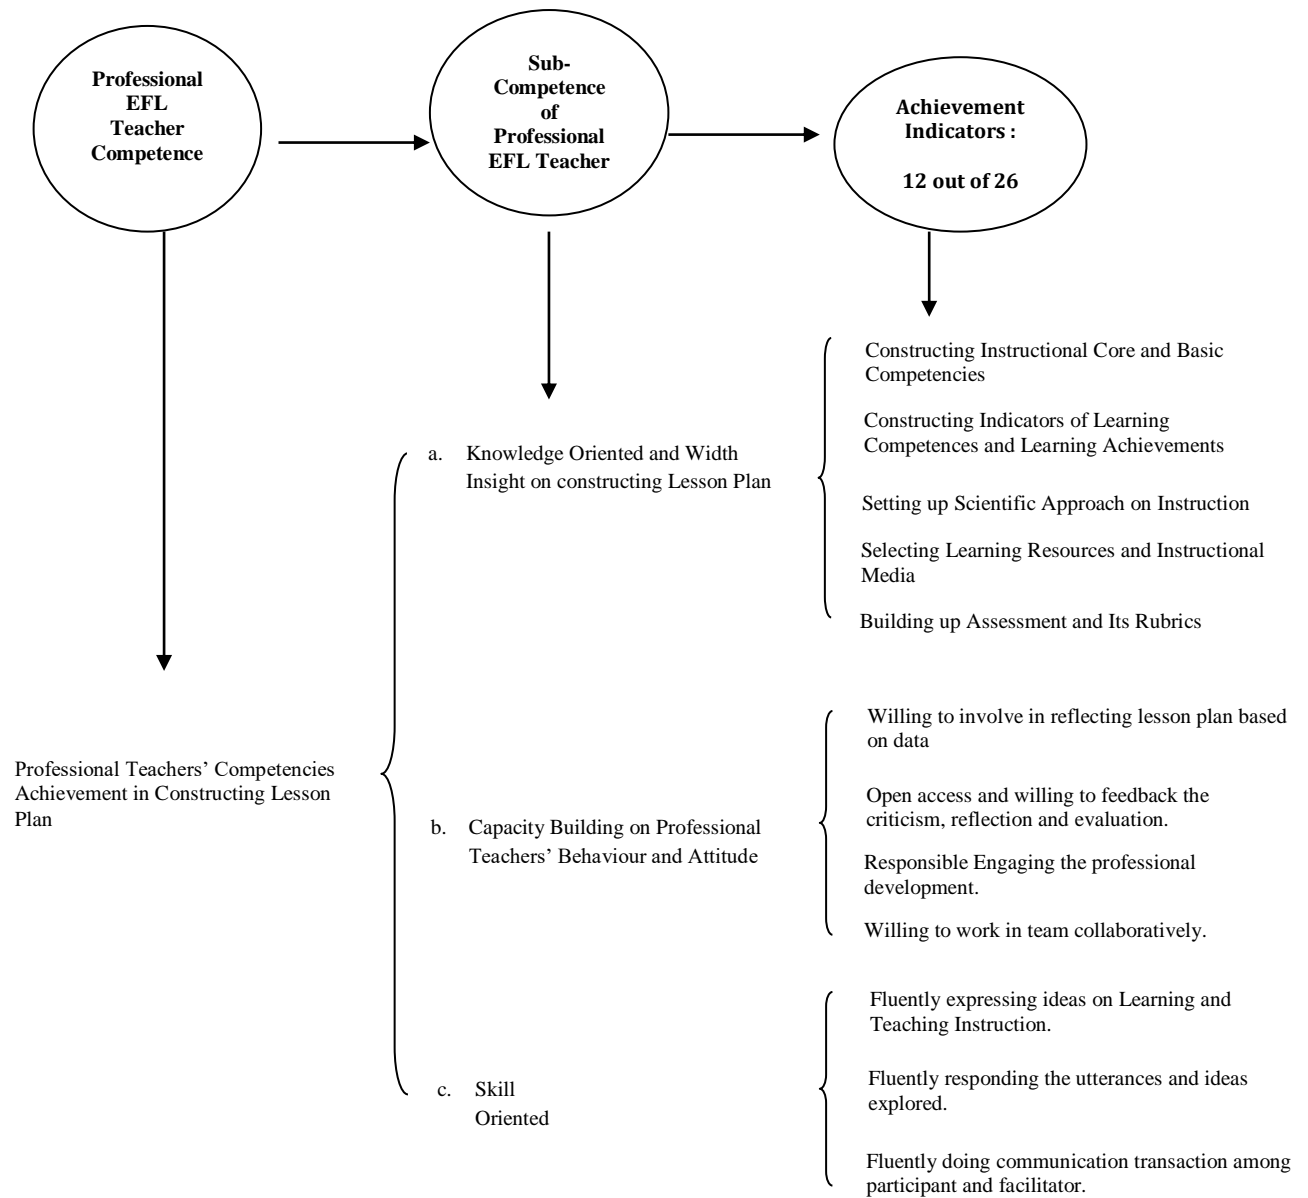 Professional
EFL
Teacher
Competence
Sub-
Competence
of
Professional
EFL Teacher
Achievement
Indicators :
12 out of 26
Professional Teachers’ Competencies
Achievement in Constructing Lesson
Plan
a. Knowledge Oriented and Width
Insight on constructing Lesson Plan
Constructing Instructional Core and Basic
Competencies
Constructing Indicators of Learning
Competences and Learning Achievements
Setting up Scientific Approach on Instruction
Selecting Learning Resources and Instructional
Media
Building up Assessment and Its Rubrics
b. Capacity Building on Professional
Teachers’ Behaviour and Attitude
Willing to involve in reflecting lesson plan based
on data
Open access and willing to feedback the
criticism, reflection and evaluation.
Responsible Engaging the professional
development.
Willing to work in team collaboratively.
c. Skill
Oriented
Fluently expressing ideas on Learning and
Teaching Instruction.
Fluently responding the utterances and ideas
explored.
Fluently doing communication transaction among
participant and facilitator.